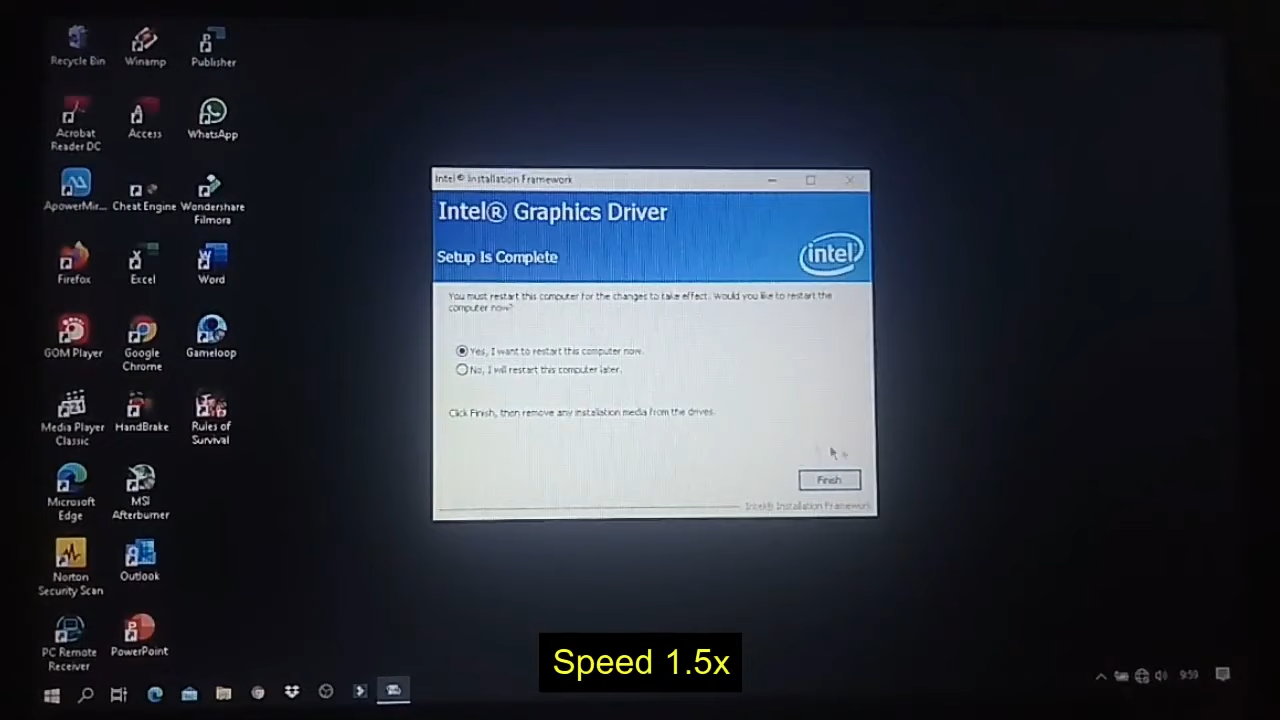 Recycle Bin
Winamp
Publisher
Acrobat
Reader DC
Access
WhatsApp
ApowerMir...
Cheat Engine
Wondershare
Filmora
Firefox
Excel
Word
GOM Player
Google
Chrome
Gameloop
Media Player
Classic
HandBrake
Rules of
Survival
Microsoft
Edge
MSI
Afterburner
Norton
Security Scan
Outlook
PC Remote
Receiver
PowerPoint
Intel® Installation Framework
Intel® Graphics Driver
Setup Is Complete
intel
You must restart this computer for the changes to take effect. Would you like to restart the
computer now?
Yes, I want to restart this computer now.
No, I will restart this computer later.
Click Finish, then remove any installation media from the drives.
Finish
Intel® Installation Framework
Speed 1.5x
9:59